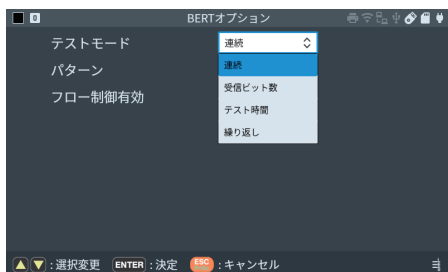 0 BERTオプション
テストモード 連続
連続
パターン
受信ビット数
フロー制御有効
テスト時間
繰り返し
:選択変更 ENTER :決定 ESC :キャンセル